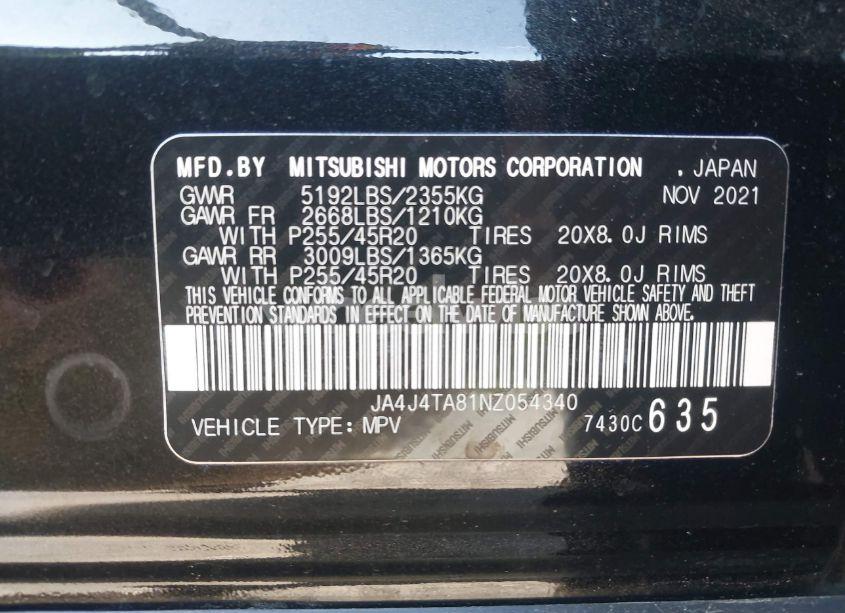 MFD.BY MITSUBISHI MOTORS CORPORATION . JAPAN
GVWR 5192LBS/2355KG NOV 2021
GAWR FR 2668LBS/1210KG
WITH P255/45R20 TIRES 20X8.0J RIMS
GAWR RR 3009LBS/1365KG
WITH P255/45R20 TIRES 20X8.0J RIMS
THIS VEHICLE CONFORMS TO ALL APPLICABLE FEDERAL MOTOR VEHICLE SAFETY AND THEFT
PREVENTION STANDARDS IN EFFECT ON THE DATE OF MANUFACTURE SHOWN ABOVE.
JA4J4TA81NZ054340
VEHICLE TYPE: MPV 7430C 635